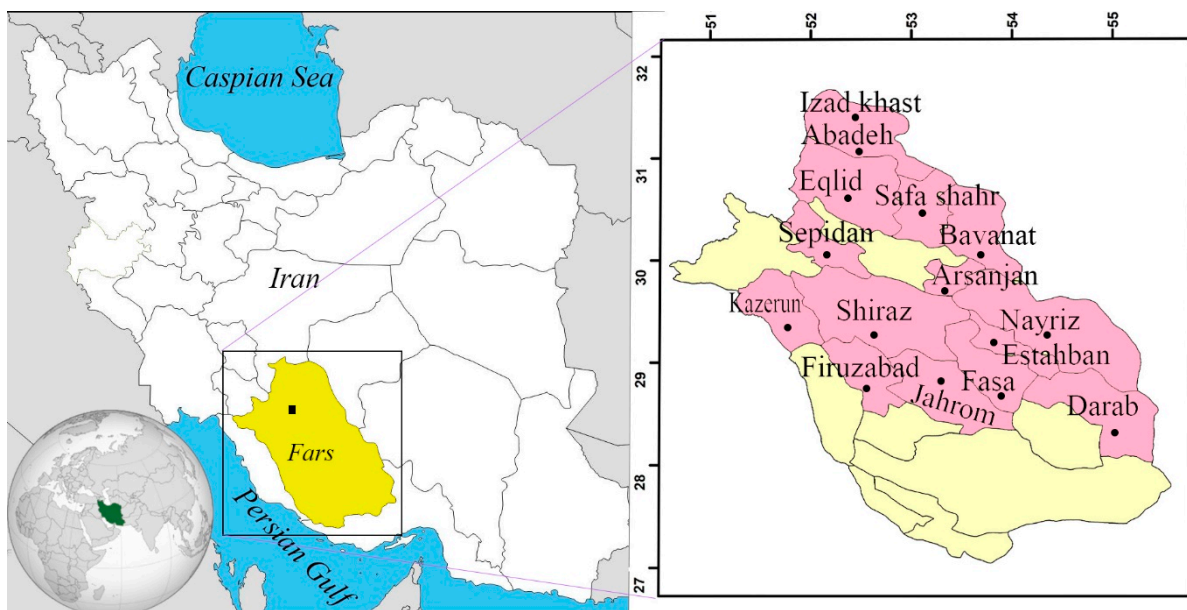 Caspian Sea
Iran
Fars
Persian Gulf
51
52
53
54
55
32
31
30
29
28
27
Izad khast
Abadeh
Eqlid
Safa shahr
Sepidan
Bavanat
Arsanjan
Kazerun
Shiraz
Nayriz
Estahban
Firuzabad
Fasa
Jahrom
Darab